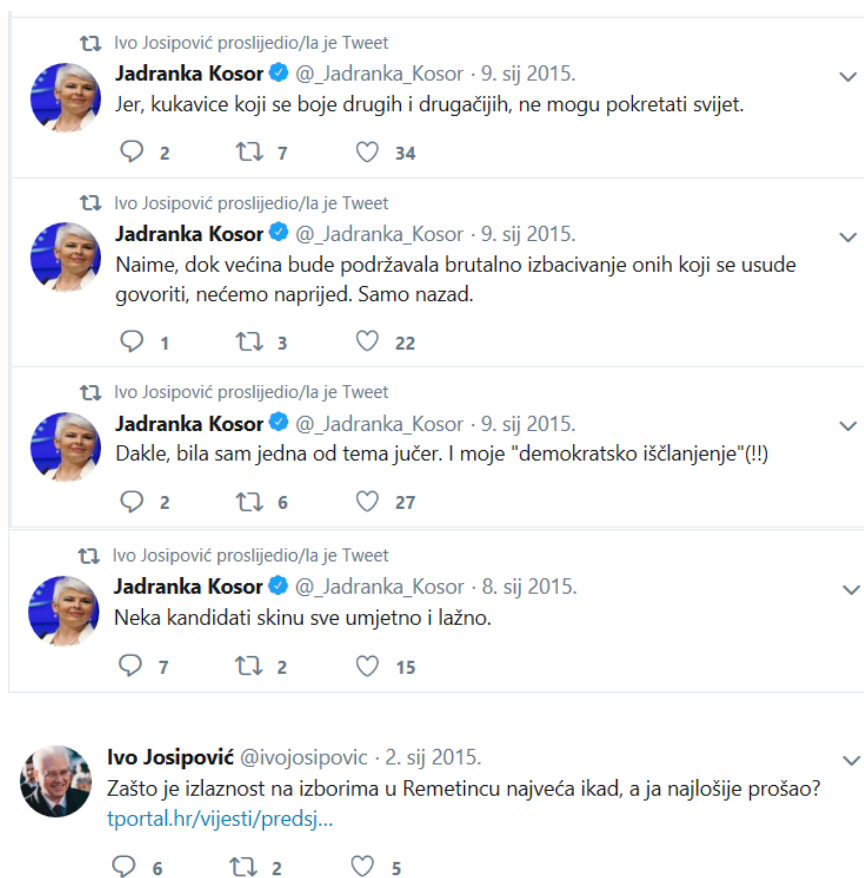 Ivo Josipović proslijedio/la je Tweet
Jadranka Kosor @_Jadranka_Kosor · 9. sij 2015.
Jer, kukavice koji se boje drugih i drugačijih, ne mogu pokretati svijet.
2 7 34
Ivo Josipović proslijedio/la je Tweet
Jadranka Kosor @_Jadranka_Kosor · 9. sij 2015.
Naime, dok većina bude podržavala brutalno izbacivanje onih koji se usude
govoriti, nećemo naprijed. Samo nazad.
1 3 22
Ivo Josipović proslijedio/la je Tweet
Jadranka Kosor @_Jadranka_Kosor · 9. sij 2015.
Dakle, bila sam jedna od tema jučer. I moje "demokratsko iščlanjenje"(!!)
2 6 27
Ivo Josipović proslijedio/la je Tweet
Jadranka Kosor @_Jadranka_Kosor · 8. sij 2015.
Neka kandidati skinu sve umjetno i lažno.
7 2 15
Ivo Josipović @ivojosipovic · 2. sij 2015.
Zašto je izlaznost na izborima u Remetincu najveća ikad, a ja najlošije prošao?
tportal.hr/vijesti/predsj...
6 2 5